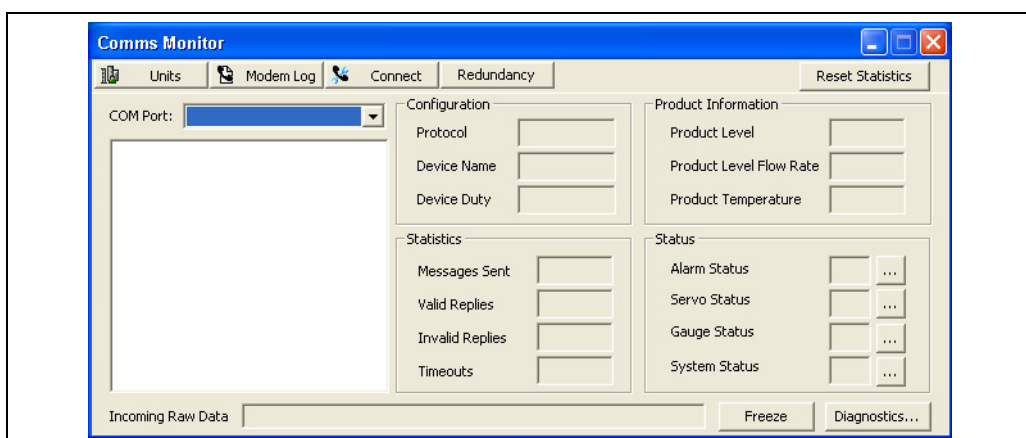 Comms Monitor
Units Modem Log Connect Redundancy Reset Statistics
COM Port:
Configuration
Protocol
Device Name
Device Duty
Product Information
Product Level
Product Level Flow Rate
Product Temperature
Statistics
Messages Sent
Valid Replies
Invalid Replies
Timeouts
Status
Alarm Status ...
Servo Status ...
Gauge Status ...
System Status ...
Incoming Raw Data Freeze Diagnostics...